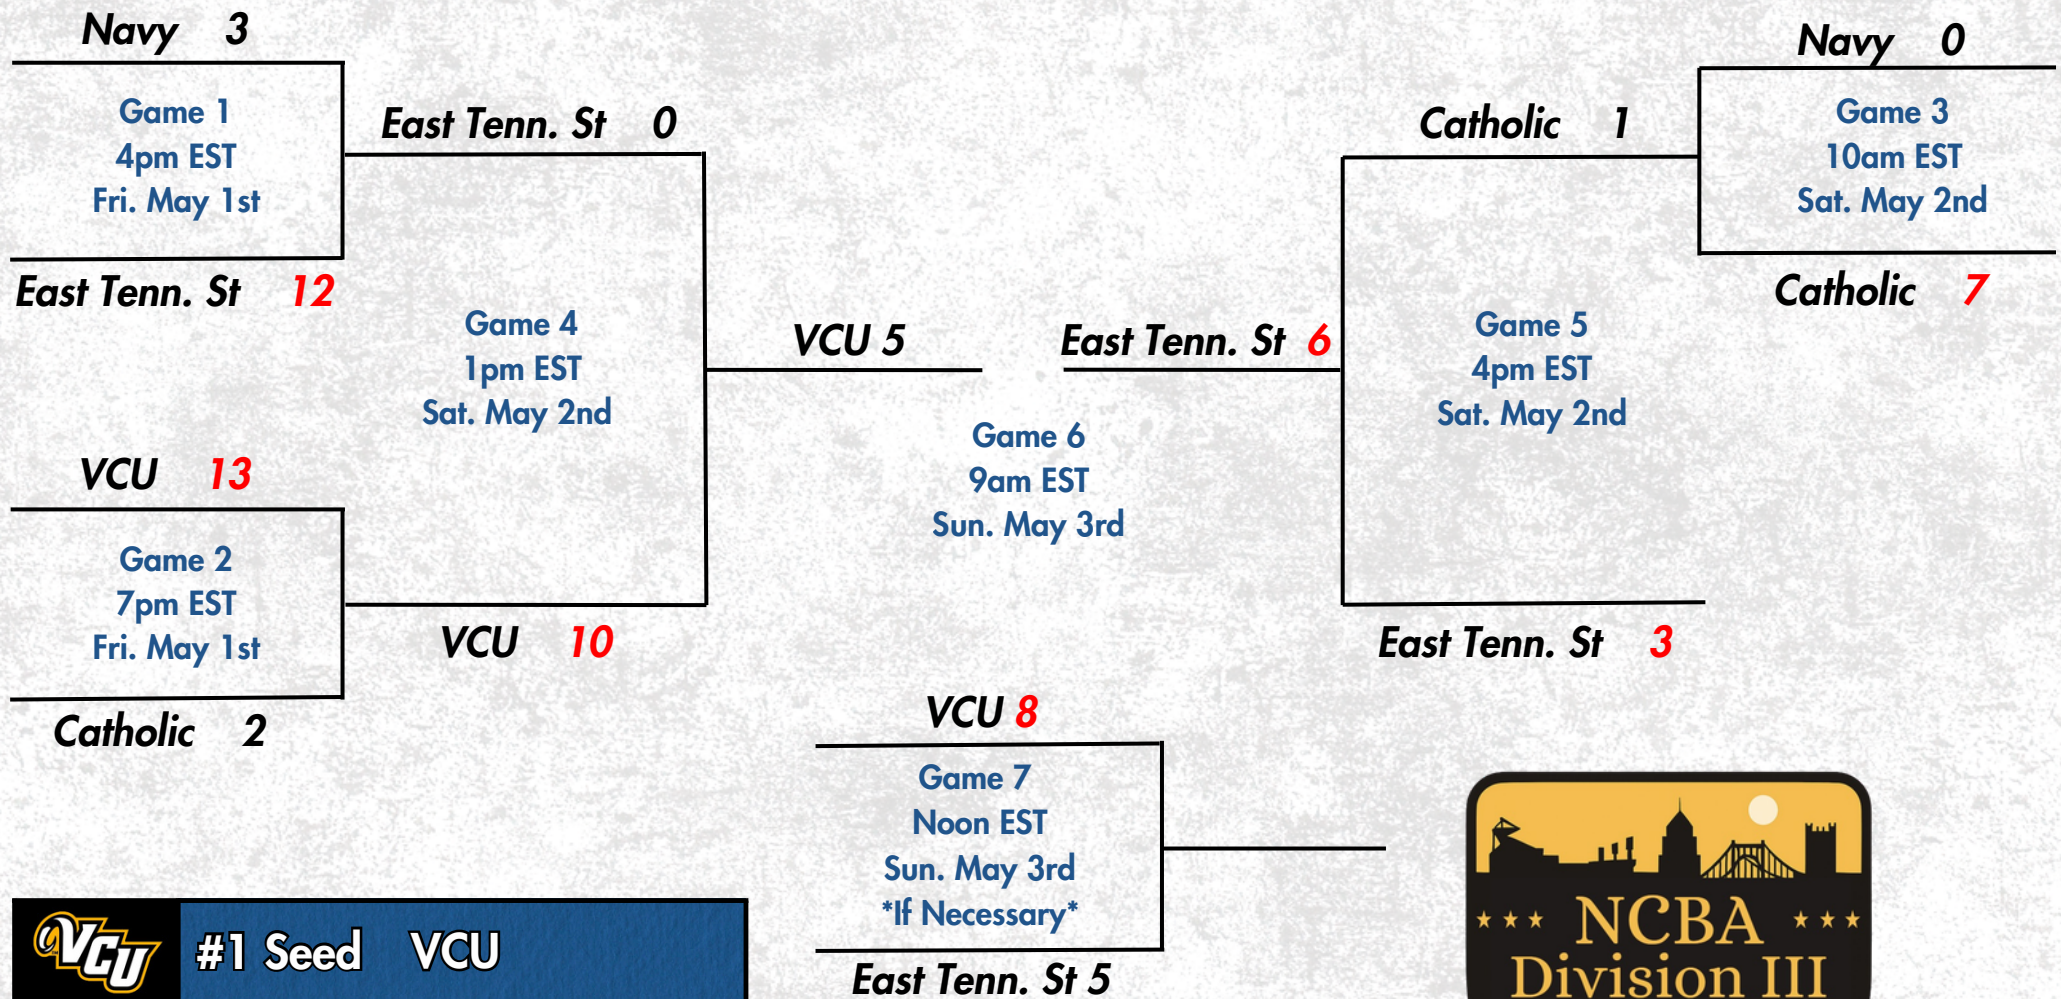 Navy 3
Game 1
4pm EST
Fri. May 1st
East Tenn. St 12
VCU 13
Game 2
7pm EST
Fri. May 1st
Catholic 2
East Tenn. St 0
Game 4
1pm EST
Sat. May 2nd
VCU 10
VCU 5
East Tenn. St 6
Game 6
9am EST
Sun. May 3rd
Navy 0
Game 3
10am EST
Sat. May 2nd
Catholic 7
Catholic 1
Game 5
4pm EST
Sat. May 2nd
East Tenn. St 3
VCU 8
Game 7
Noon EST
Sun. May 3rd
*If Necessary*
East Tenn. St 5
VCU
#1 Seed VCU
NCBA
Division III